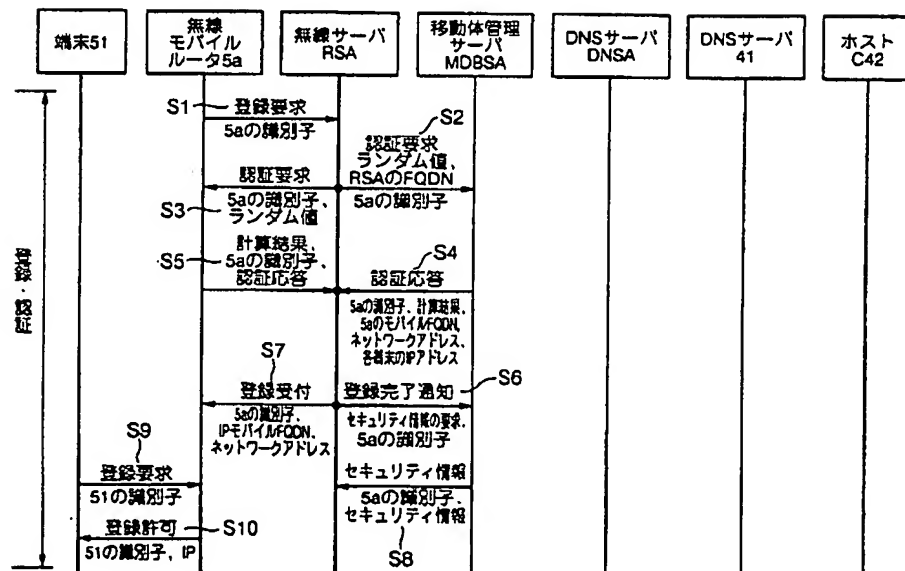 端末51
無線
モバイル
ルータ5a
無線サーバ
RSA
移動体管理
サーバ
MDBSA
DNSサーバ
DNSA
DNSサーバ
41
ホスト
C42
登録・認証
S1
登録要求
5aの識別子
S2
認証要求
ランダム値、
RSAのFQDN
5aの識別子
認証要求
5aの識別子、
ランダム値
S3
計算結果、
5aの識別子、
認証応答
S5
S4
認証応答
5aの識別子、計算結果、
5aのモバイルFQDN、
ネットワークアドレス、
各端末のIPアドレス
S7
登録受付
5aの識別子、
IPモバイルFQDN、
ネットワークアドレス
登録完了通知
S6
セキュリティ情報の要求、
5aの識別子
S9
登録要求
51の識別子
セキュリティ情報
5aの識別子、
セキュリティ情報
S8
登録許可
S10
51の識別子、IP